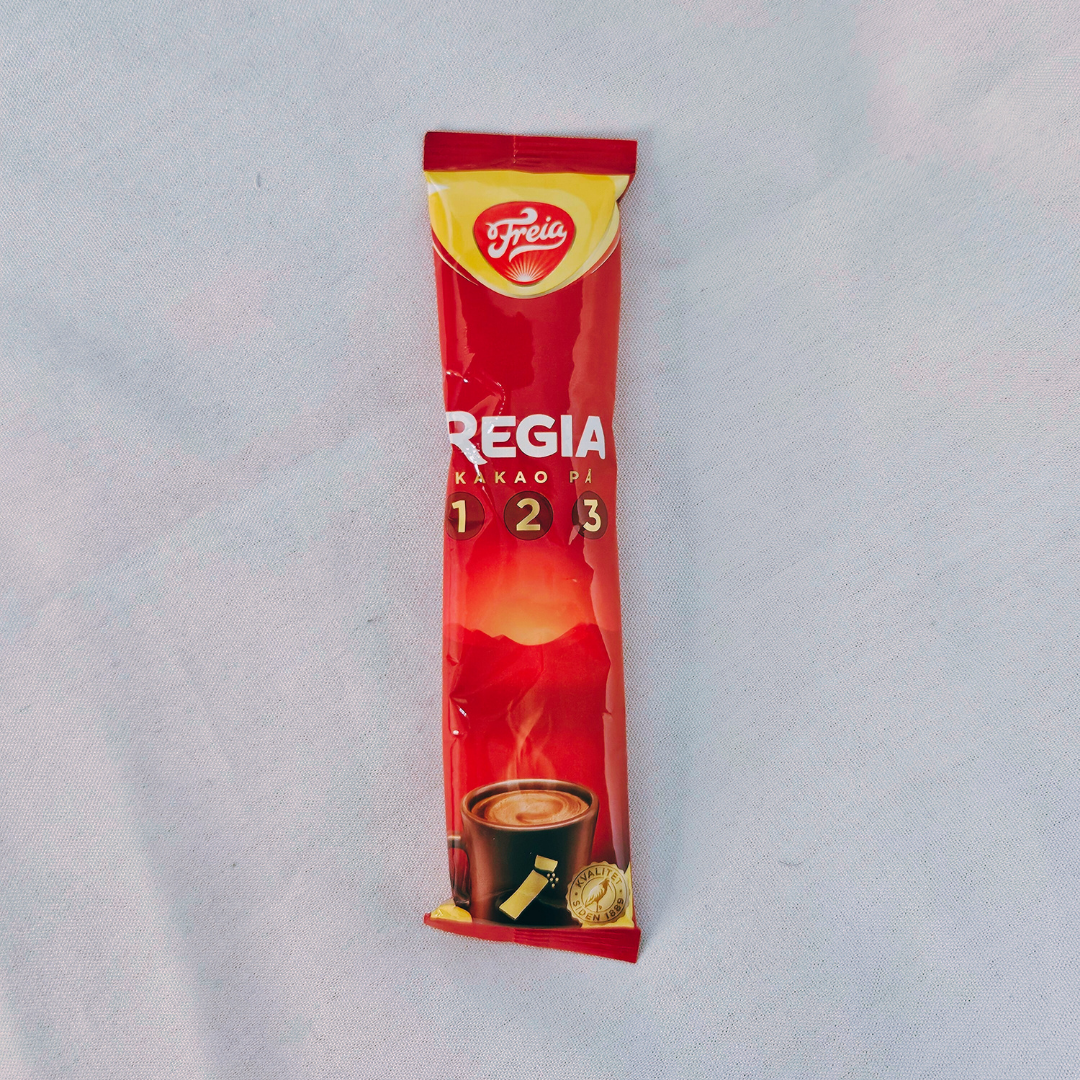 Freia
REGIA
KAKAO PÅ
1 2 3
KVALITET
SIDEN 1889